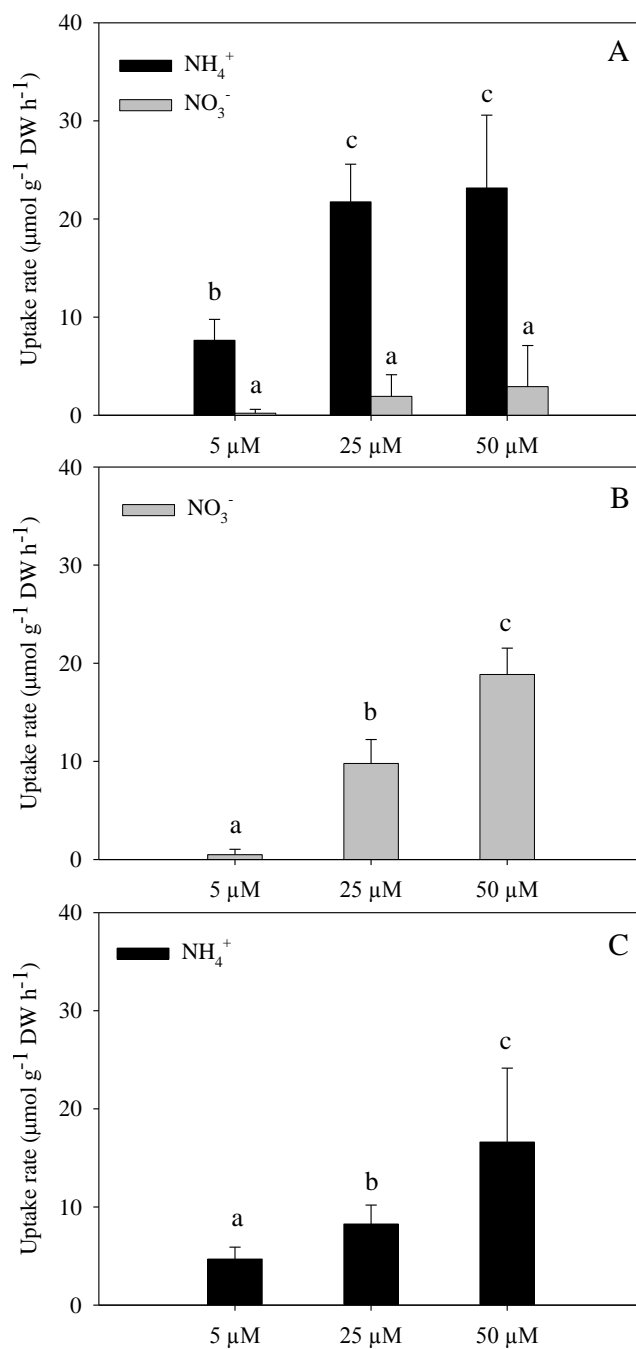 A
NH₄⁺
NO₃⁻
40
30
20
10
0
Uptake rate (µmol g⁻¹ DW h⁻¹)
b
a
c
a
c
a
5 µM 25 µM 50 µM
B
NO₃⁻
40
30
20
10
0
Uptake rate (µmol g⁻¹ DW h⁻¹)
a
b
c
5 µM 25 µM 50 µM
C
NH₄⁺
40
30
20
10
0
Uptake rate (µmol g⁻¹ DW h⁻¹)
a
b
c
5 µM 25 µM 50 µM